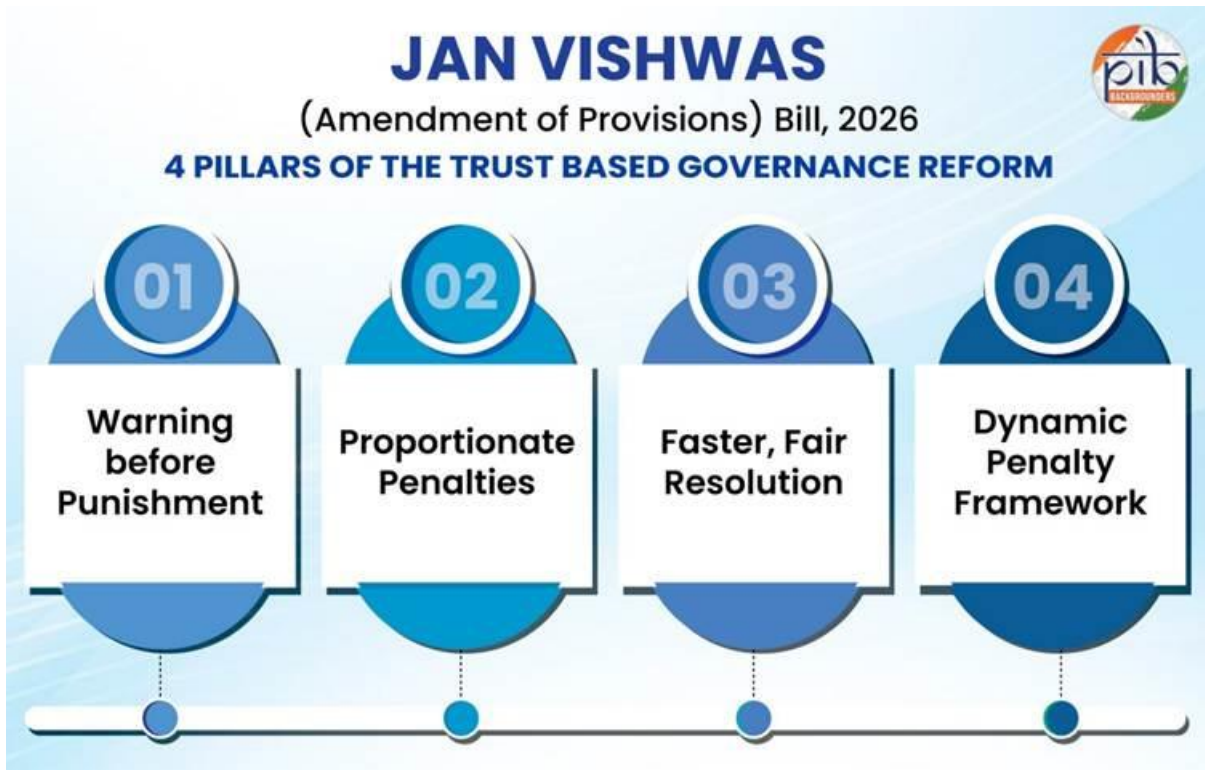 JAN VISHWAS
(Amendment of Provisions) Bill, 2026
4 PILLARS OF THE TRUST BASED GOVERNANCE REFORM
pib
BACKGROUNDERS
01
Warning
before
Punishment
02
Proportionate
Penalties
03
Faster, Fair
Resolution
04
Dynamic
Penalty
Framework